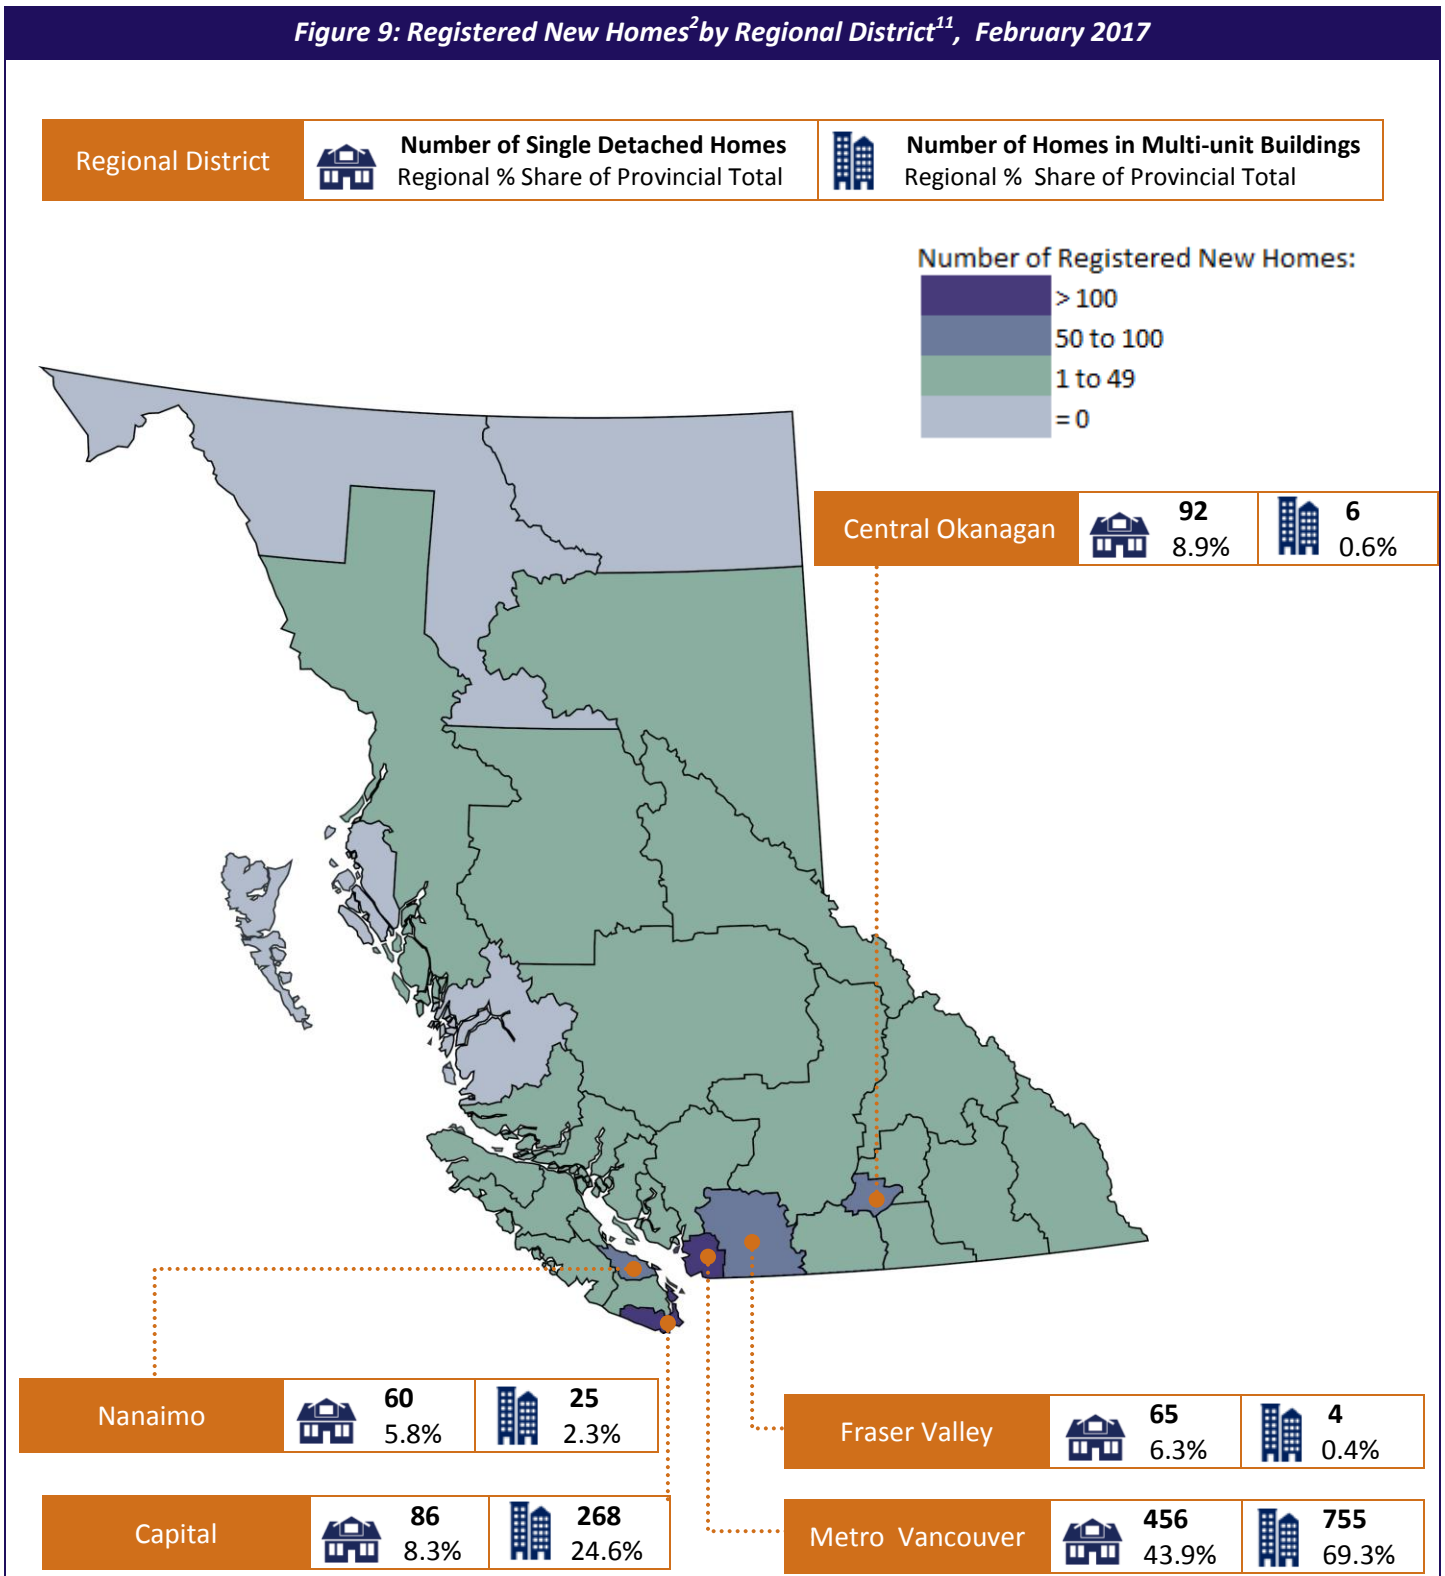 Figure 9: Registered New Homes2by Regional District11, February 2017
Regional District
Number of Single Detached Homes
Regional % Share of Provincial Total
Number of Homes in Multi-unit Buildings
Regional % Share of Provincial Total
Number of Registered New Homes:
> 100
50 to 100
1 to 49
= 0
Central Okanagan
92
8.9%
6
0.6%
Nanaimo
60
5.8%
25
2.3%
Fraser Valley
65
6.3%
4
0.4%
Capital
86
8.3%
268
24.6%
Metro Vancouver
456
43.9%
755
69.3%